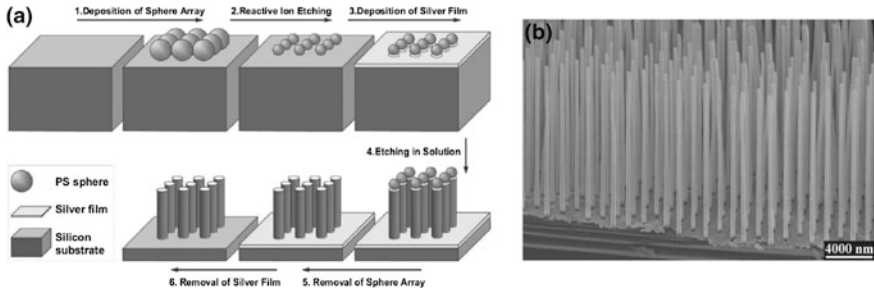 (a)
1.Deposition of Sphere Array
2.Reactive Ion Etching
3.Deposition of Silver Film
4.Etching in Solution
PS sphere
Silver film
Silicon
substrate
6. Removal of Silver Film
5. Removal of Sphere Array
(b)
4000 nm